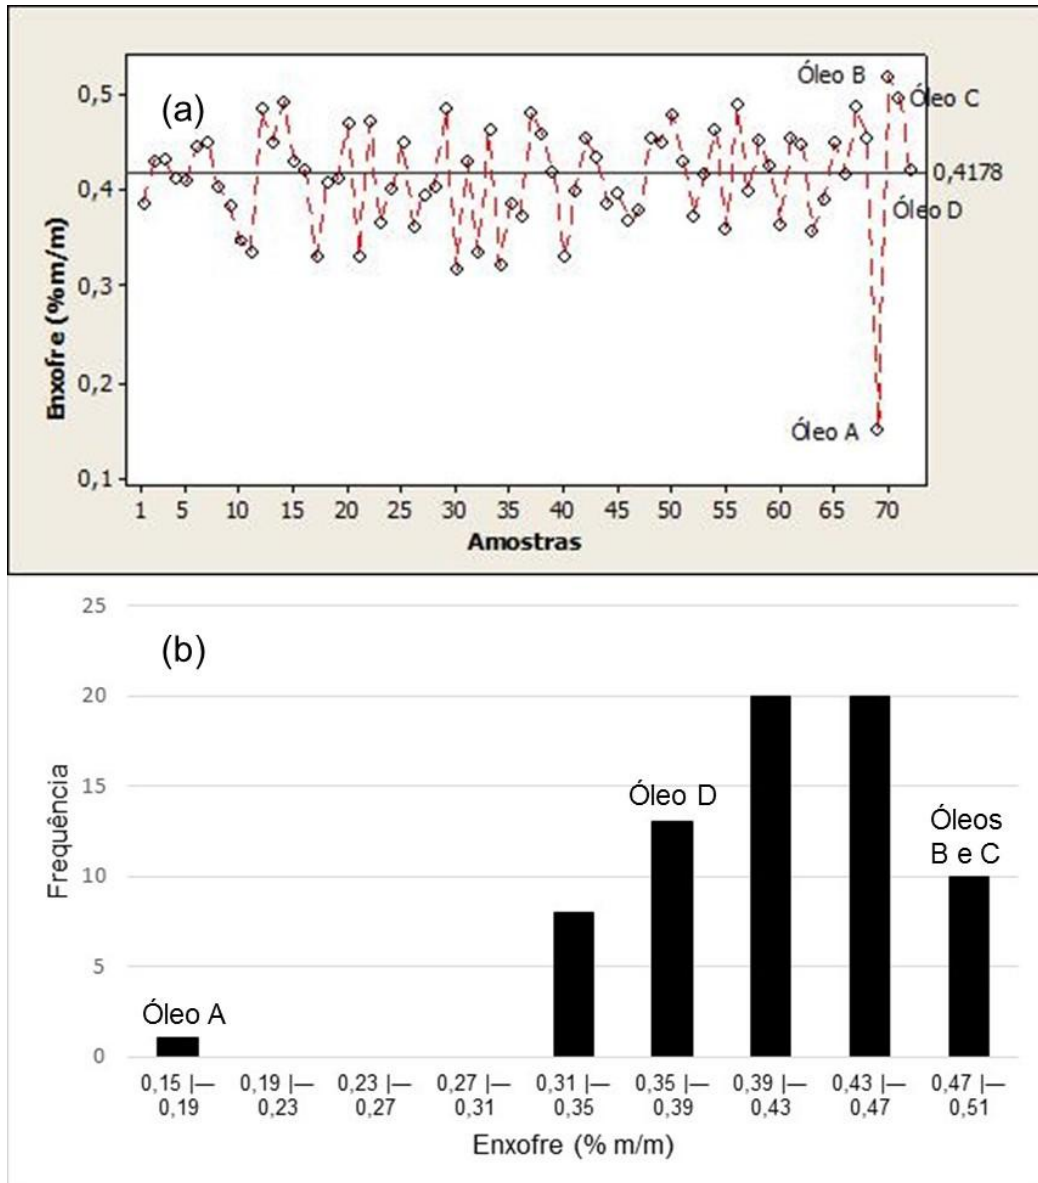 (a)
Enxofre (%m/m)
0,5
0,4
0,3
0,2
0,1
Óleo B
Óleo C
0,4178
Óleo D
Óleo A
1 5 10 15 20 25 30 35 40 45 50 55 60 65 70
Amostras
(b)
Frequência
25
20
15
10
5
0
Óleo A
Óleo D
Óleos
B e C
0,15 |— 0,19 |— 0,23 |— 0,27 |— 0,31 |— 0,35 |— 0,39 |— 0,43 |— 0,47 |—
0,19 0,23 0,27 0,31 0,35 0,39 0,43 0,47 0,51
Enxofre (% m/m)